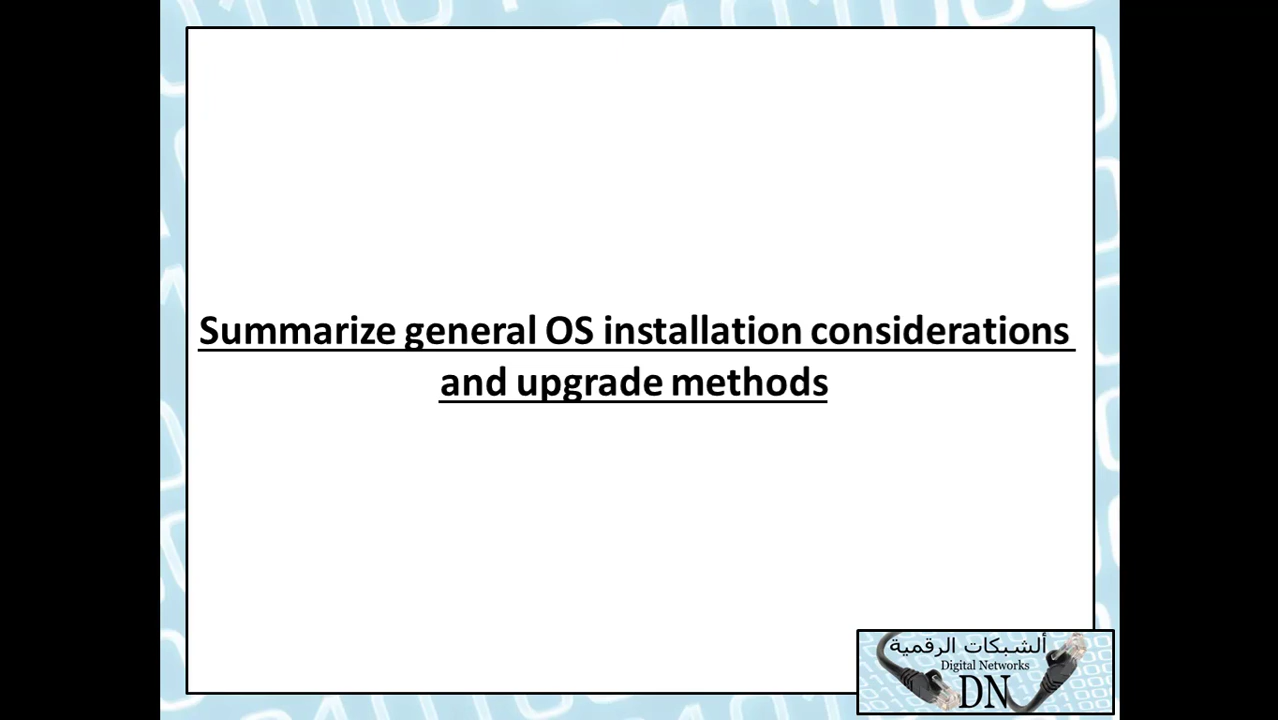 Summarize general OS installation considerations
and upgrade methods
ألشبكات الرقمية
Digital Networks
DN